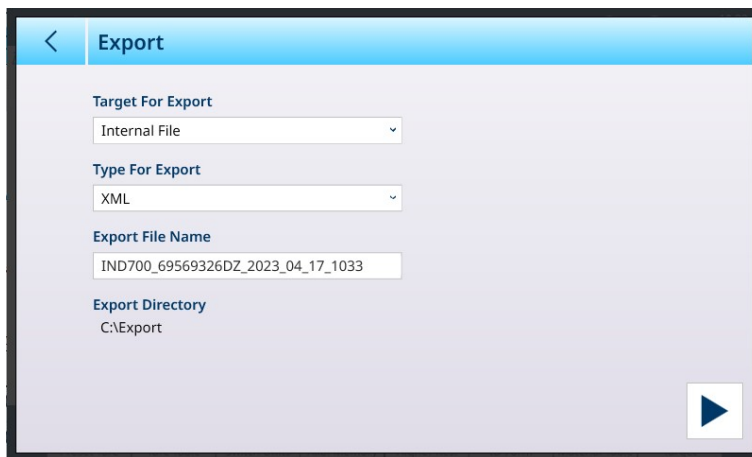 Export
Target For Export
Internal File
Type For Export
XML
Export File Name
IND700_69569326DZ_2023_04_17_1033
Export Directory
C:\Export